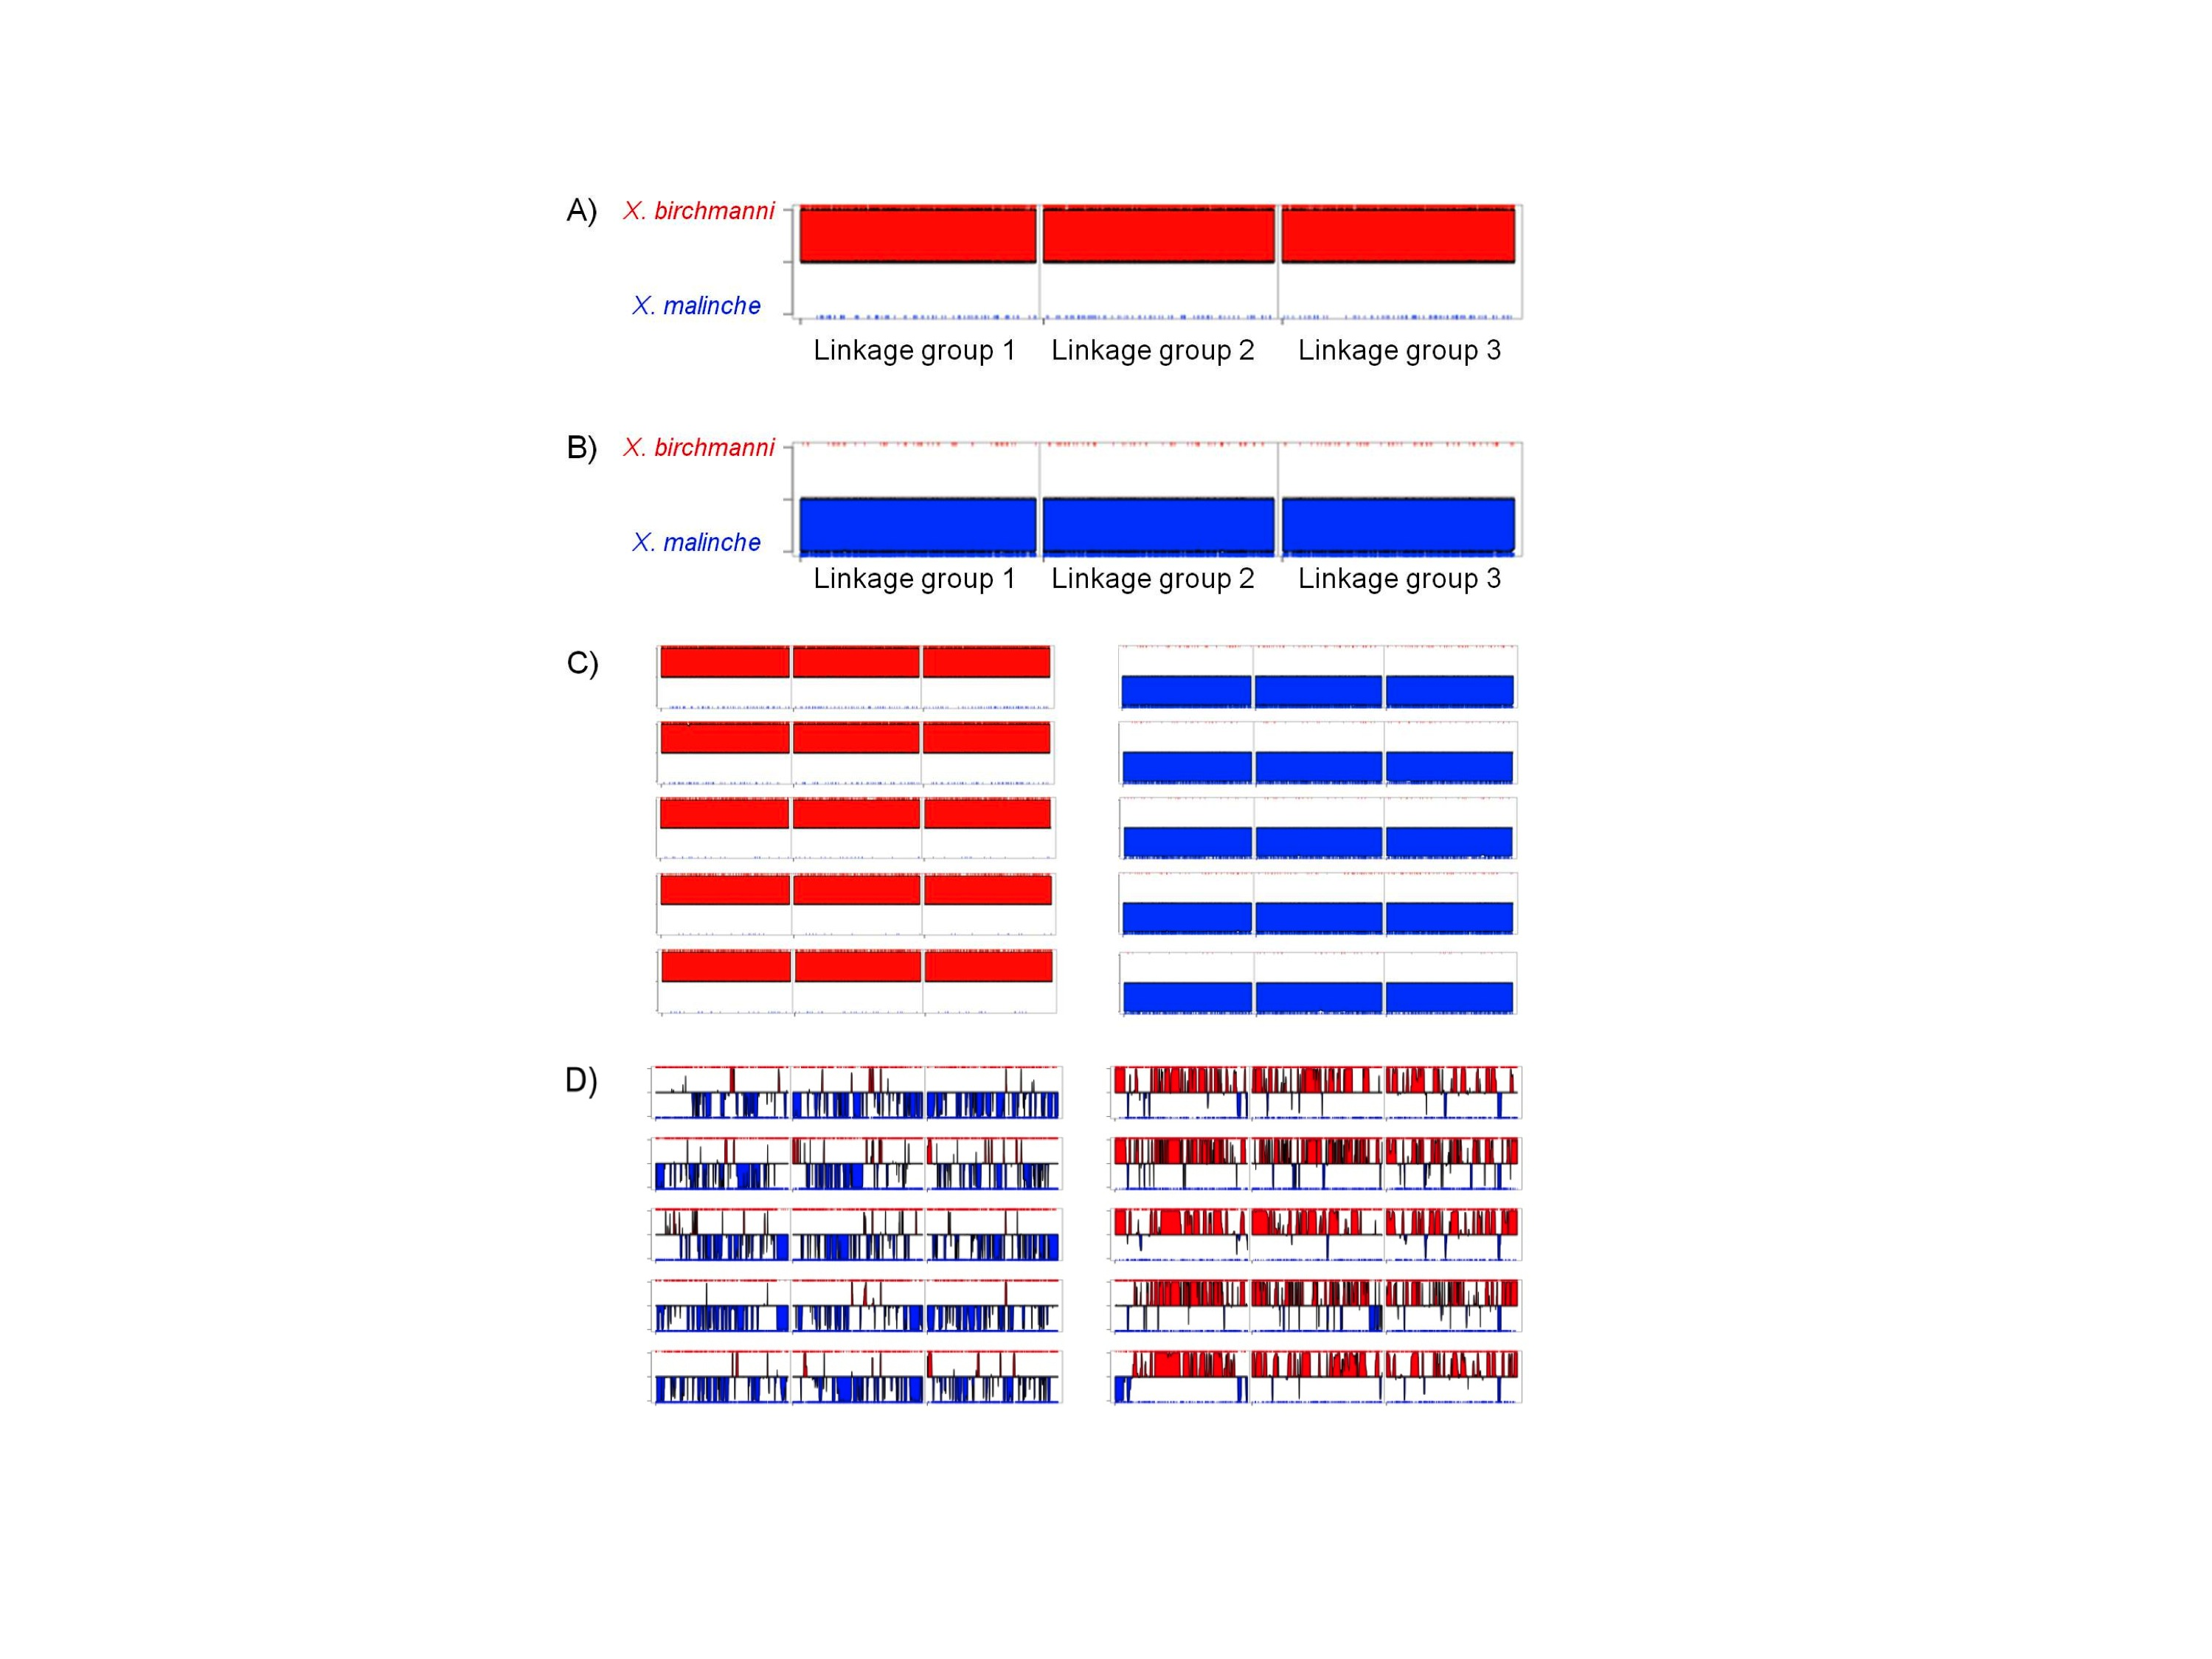 A) X. birchmanni
X. malinche
Linkage group 1 Linkage group 2 Linkage group 3
B) X. birchmanni
X. malinche
Linkage group 1 Linkage group 2 Linkage group 3
C)
D)